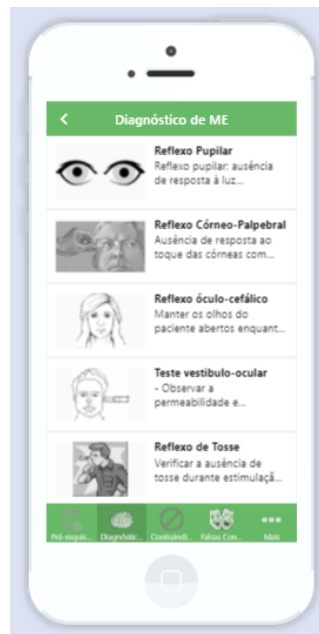 Diagnóstico de ME
Reflexo Pupilar
Reflexo pupilar: ausência
de resposta à luz...
Reflexo Córneo-Palpebral
Ausência de resposta ao
toque das córneas com...
Reflexo óculo-cefálico
Manter os olhos do
paciente abertos enquant...
Teste vestíbulo-ocular
- Observar a
permeabilidade e...
Reflexo de Tosse
Verificar a ausência de
tosse durante estimulaçã...
Pré-requis... Diagnóstic... Contraindi... Falsas Con... Mais